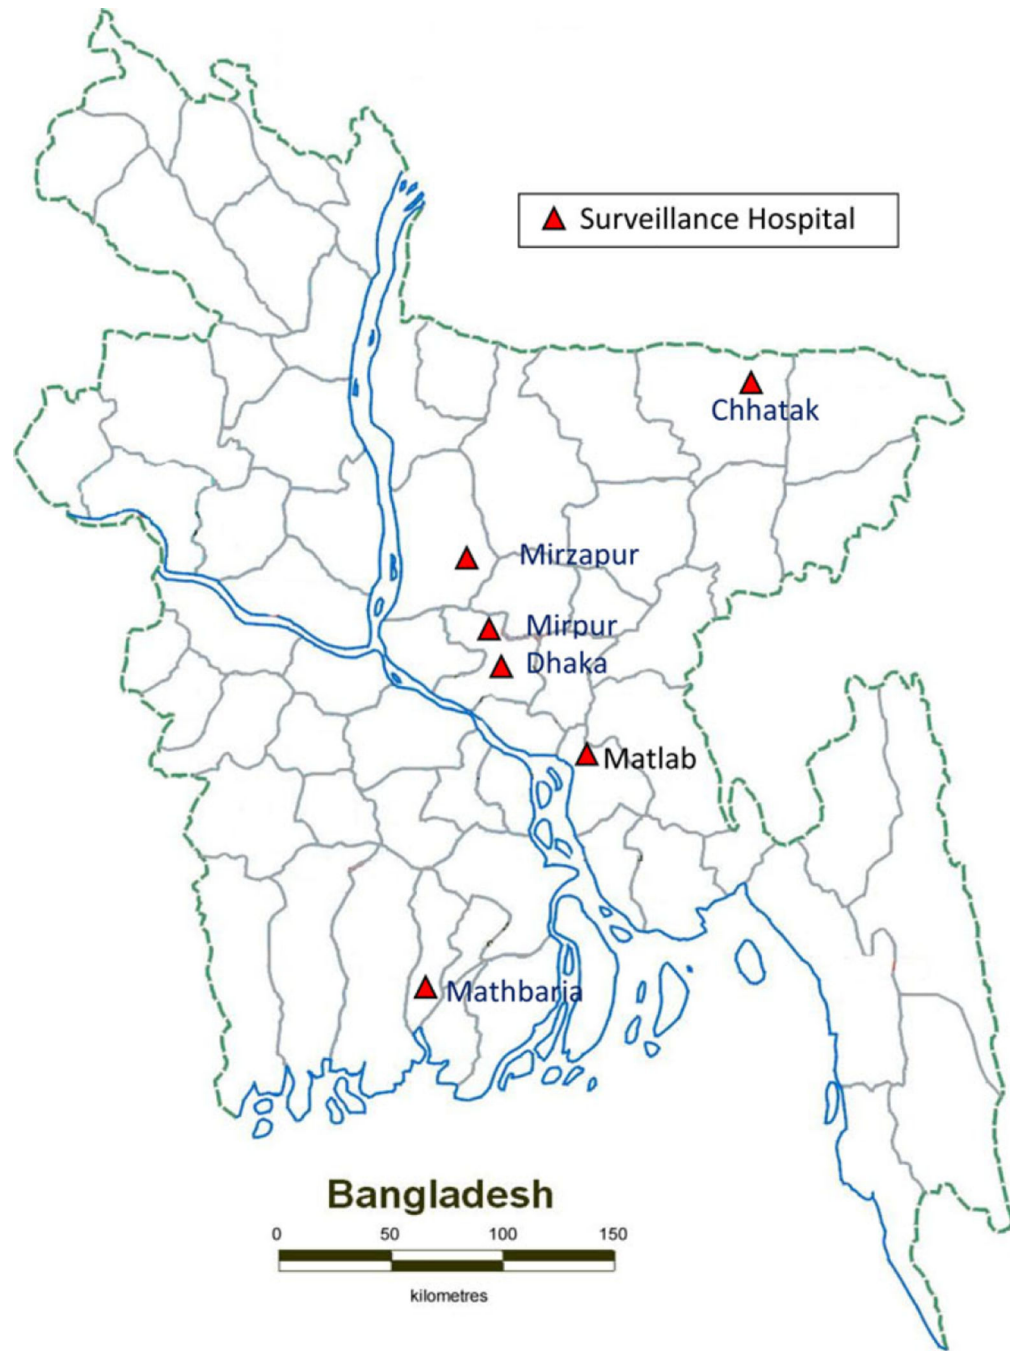 Surveillance Hospital
Chhatak
Mirzapur
Mirpur
Dhaka
Matlab
Mathbaria
Bangladesh
0 50 100 150
kilometres